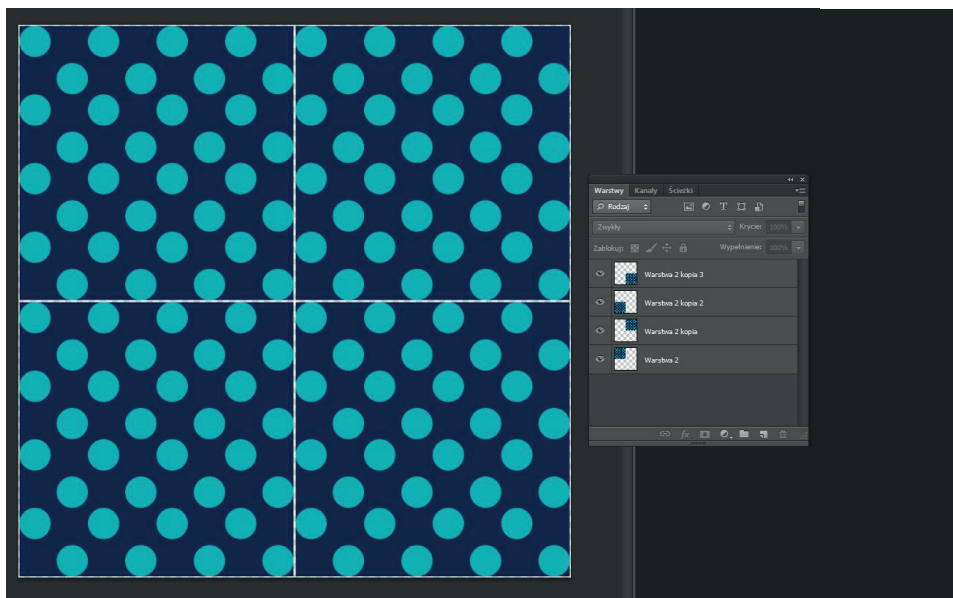 Warstwy Kanały Ścieżki
Rodzaj
Zwykły Krycie: 100%
Zablokuj: Wypełnienie: 100%
Warstwa 2 kopia 3
Warstwa 2 kopia 2
Warstwa 2 kopia
Warstwa 2
fx